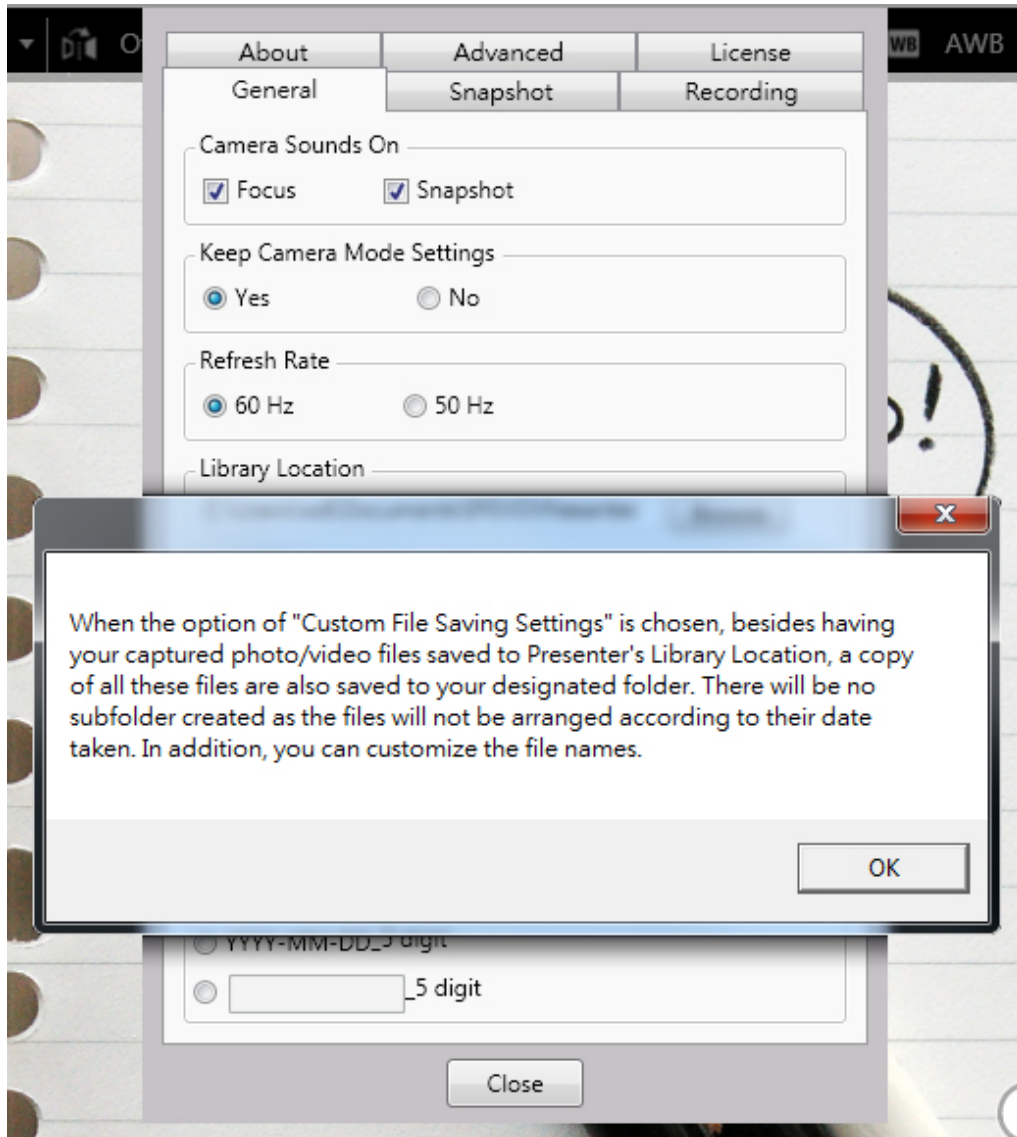 AWB
About Advanced License
General Snapshot Recording
Camera Sounds On
Focus Snapshot
Keep Camera Mode Settings
Yes No
Refresh Rate
60 Hz 50 Hz
Library Location
When the option of "Custom File Saving Settings" is chosen, besides having
your captured photo/video files saved to Presenter's Library Location, a copy
of all these files are also saved to your designated folder. There will be no
subfolder created as the files will not be arranged according to their date
taken. In addition, you can customize the file names.
OK
YYYY-MM-DD_5 digit
_5 digit
Close